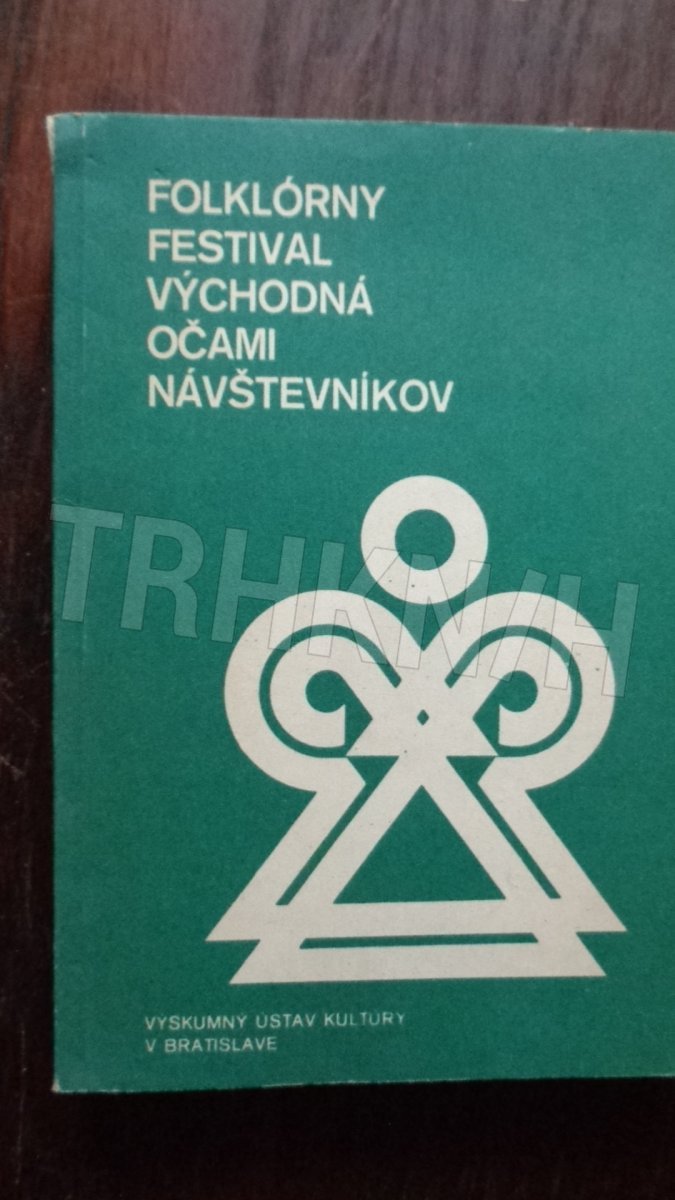 FOLKLÓRNY
FESTIVAL
VÝCHODNÁ
OČAMI
NÁVŠTEVNÍKOV
TRHKNIH
VÝSKUMNÝ ÚSTAV KULTÚRY
V BRATISLAVE